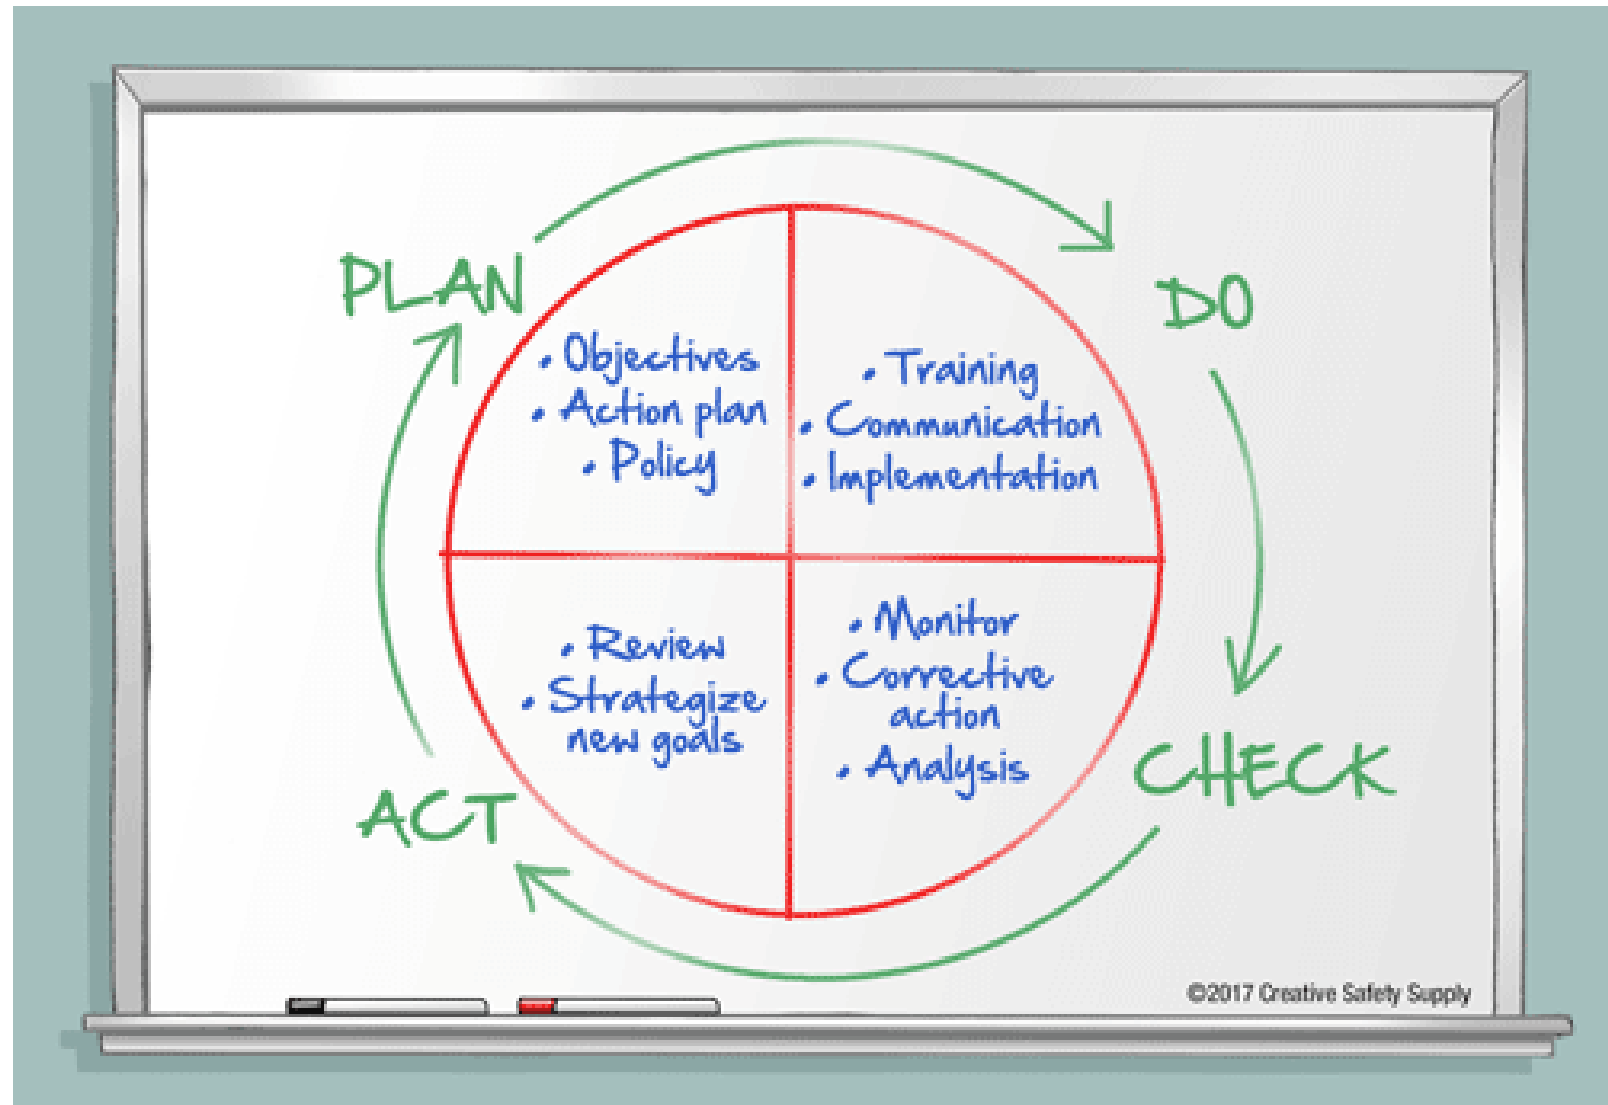 PLAN
DO
• Objectives
• Action plan
• Policy
• Training
• Communication
• Implementation
• Review
• Strategize
new goals
• Monitor
• Corrective
action
• Analysis
ACT
CHECK
©2017 Creative Safety Supply